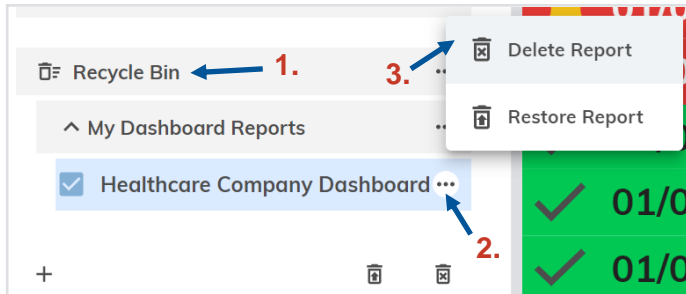 Recycle Bin
1.
My Dashboard Reports
Healthcare Company Dashboard
2.
3.
Delete Report
Restore Report
01/0
01/0